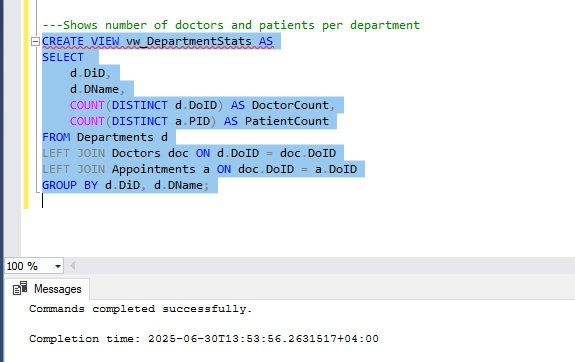 ---Shows number of doctors and patients per department
CREATE VIEW vw_DepartmentStats AS
SELECT
d.DiD,
d.DName,
COUNT(DISTINCT d.DoID) AS DoctorCount,
COUNT(DISTINCT a.PID) AS PatientCount
FROM Departments d
LEFT JOIN Doctors doc ON d.DoID = doc.DoID
LEFT JOIN Appointments a ON doc.DoID = a.DoID
GROUP BY d.DiD, d.DName;
100 %
Messages
Commands completed successfully.
Completion time: 2025-06-30T13:53:56.2631517+04:00